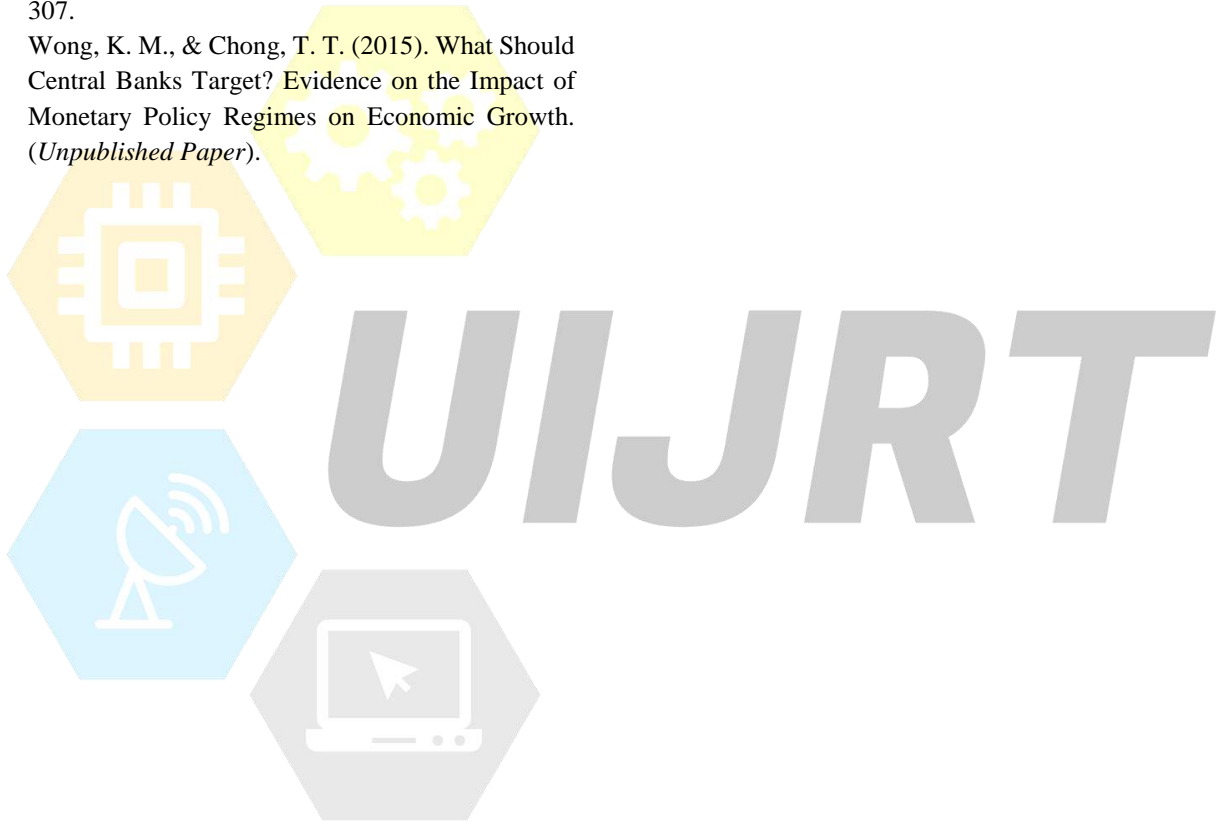 307.
Wong, K. M., & Chong, T. T. (2015). What Should
Central Banks Target? Evidence on the Impact of
Monetary Policy Regimes on Economic Growth.
(Unpublished Paper).
UIJRT